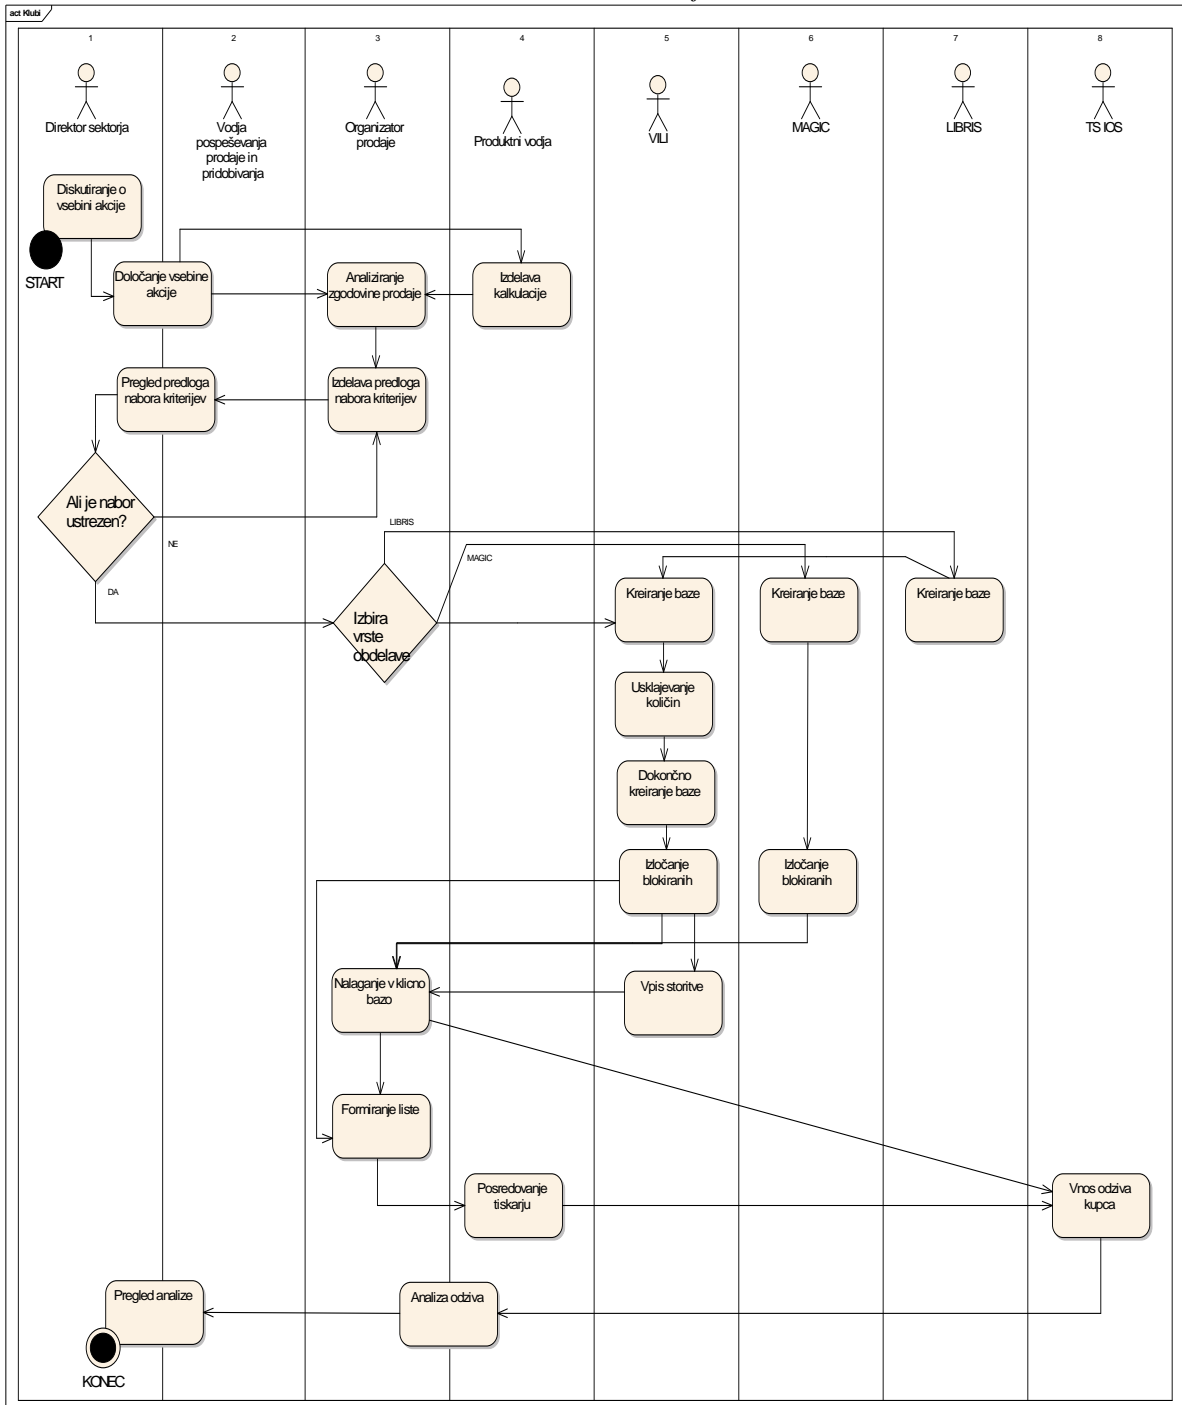 act Klubi
1
2
3
4
5
6
7
8
Direktor sektorja
Vodja
pospeševanja
prodaje in
pridobivanja
Organizator
prodaje
Produktni vodja
VILI
MAGIC
LIBRIS
TS IOS
Diskutiranje o
vsebini akcije
START
Določanje vsebine
akcije
Analiziranje
zgodovine prodaje
Izdelava
kalkulacije
Pregled predloga
nabora kriterijev
Izdelava predloga
nabora kriterijev
Ali je nabor
ustrezen?
NE
DA
LIBRIS
MAGIC
Izbira
vrste
obdelave
Kreiranje baze
Kreiranje baze
Kreiranje baze
Usklajevanje
količin
Dokončno
kreiranje baze
Izločanje
blokiranih
Izločanje
blokiranih
Nalaganje v klicno
bazo
Vpis storitve
Formiranje liste
Posredovanje
tiskarju
Vnos odziva
kupca
Pregled analize
Analiza odziva
KONEC